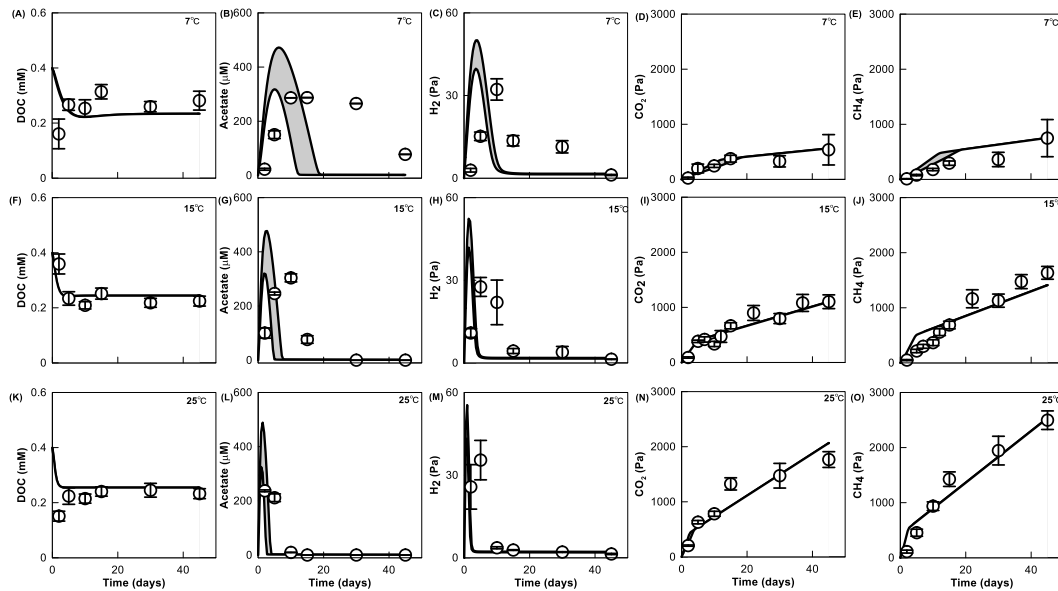 (A) 7°C
0.6
0.4
0.2
0
DOC (mM)
(B) 7°C
600
400
200
0
Acetate (µM)
(C) 7°C
60
30
0
H2 (Pa)
(D) 7°C
3000
2000
1000
0
CO2 (Pa)
(E) 7°C
3000
2000
1000
0
CH4 (Pa)
(F) 15°C
0.6
0.4
0.2
0
DOC (mM)
(G) 15°C
600
400
200
0
Acetate (µM)
(H) 15°C
60
30
0
H2 (Pa)
(I) 15°C
3000
2000
1000
0
CO2 (Pa)
(J) 15°C
3000
2000
1000
0
CH4 (Pa)
(K) 25°C
0.6
0.4
0.2
0
DOC (mM)
0 20 40
Time (days)
(L) 25°C
600
400
200
0
Acetate (µM)
0 20 40
Time (days)
(M) 25°C
60
30
0
H2 (Pa)
0 20 40
Time (days)
(N) 25°C
3000
2000
1000
0
CO2 (Pa)
0 20 40
Time (days)
(O) 25°C
3000
2000
1000
0
CH4 (Pa)
0 20 40
Time (days)